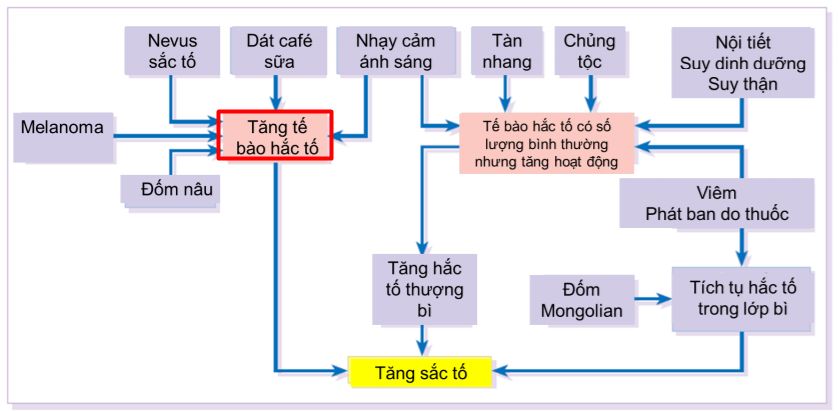 Nevus
sắc tố
Dát café
sữa
Nhạy cảm
ánh sáng
Tàn
nhang
Chủng
tộc
Nội tiết
Suy dinh dưỡng
Suy thận
Melanoma
Tăng tế
bào hắc tố
Tế bào hắc tố có số
lượng bình thường
nhưng tăng hoạt động
Đốm nâu
Viêm
Phát ban do thuốc
Tăng hắc
tố thượng
bì
Đốm
Mongolian
Tích tụ hắc tố
trong lớp bì
Tăng sắc tố